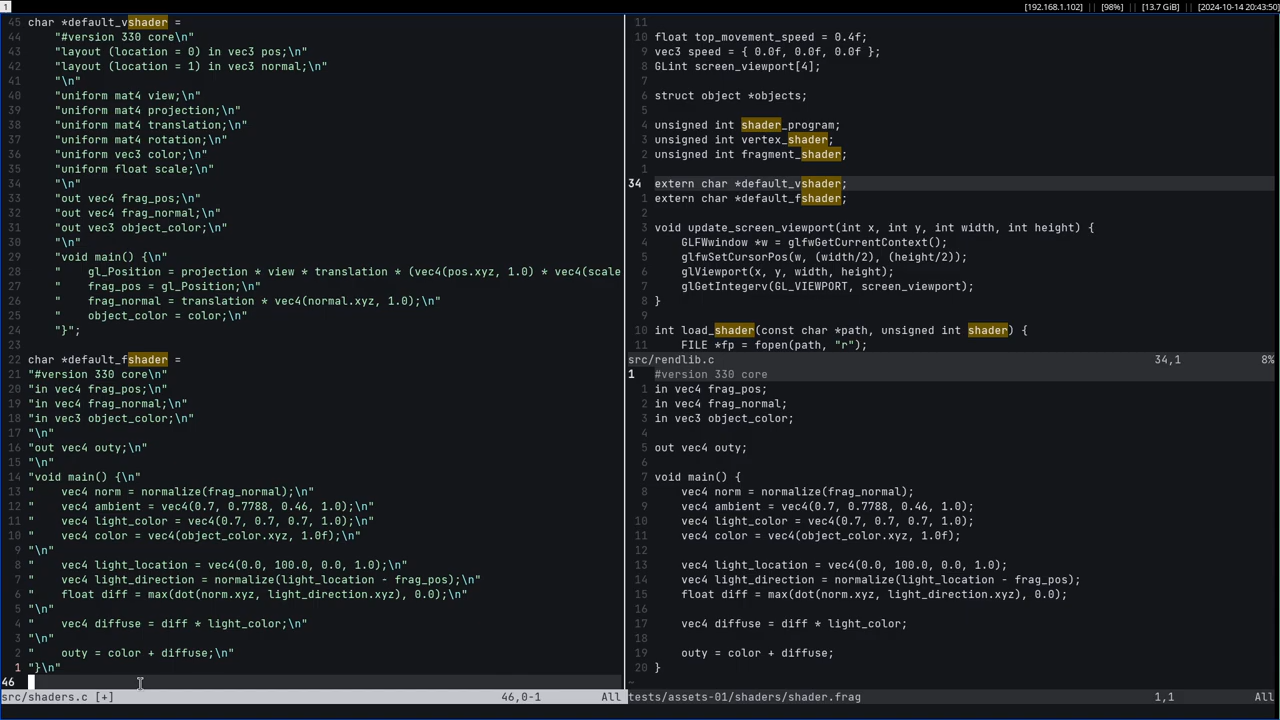 1
[192.168.1.102] || [98%] || [13.7 GiB] || [2024-10-14 20:43:50]
45 char *default_vshader =
44     "#version 330 core\n"
43     "layout (location = 0) in vec3 pos;\n"
42     "layout (location = 1) in vec3 normal;\n"
41     "\n"
40     "uniform mat4 view;\n"
39     "uniform mat4 projection;\n"
38     "uniform mat4 translation;\n"
37     "uniform mat4 rotation;\n"
36     "uniform vec3 color;\n"
35     "uniform float scale;\n"
34     "\n"
33     "out vec4 frag_pos;\n"
32     "out vec4 frag_normal;\n"
31     "out vec3 object_color;\n"
30     "\n"
29     "void main() {\n"
28     "    gl_Position = projection * view * translation * (vec4(pos.xyz, 1.0) * vec4(scale
27     "    frag_pos = gl_Position;\n"
26     "    frag_normal = translation * vec4(normal.xyz, 1.0);\n"
25     "    object_color = color;\n"
24     "}";
23
22 char *default_fshader =
21 "#version 330 core\n"
20 "in vec4 frag_pos;\n"
19 "in vec4 frag_normal;\n"
18 "in vec3 object_color;\n"
17 "\n"
16 "out vec4 outy;\n"
15 "\n"
14 "void main() {\n"
13 "    vec4 norm = normalize(frag_normal);\n"
12 "    vec4 ambient = vec4(0.7, 0.7788, 0.46, 1.0);\n"
11 "    vec4 light_color = vec4(0.7, 0.7, 0.7, 1.0);\n"
10 "    vec4 color = vec4(object_color.xyz, 1.0f);\n"
9 "\n"
8 "    vec4 light_location = vec4(0.0, 100.0, 0.0, 1.0);\n"
7 "    vec4 light_direction = normalize(light_location - frag_pos);\n"
6 "    float diff = max(dot(norm.xyz, light_direction.xyz), 0.0);\n"
5 "\n"
4 "    vec4 diffuse = diff * light_color;\n"
3 "\n"
2 "    outy = color + diffuse;\n"
1 "}\n"
46
src/shaders.c [+] 46,0-1 All
11
10 float top_movement_speed = 0.4f;
9 vec3 speed = { 0.0f, 0.0f, 0.0f };
8 GLint screen_viewport[4];
7
6 struct object *objects;
5
4 unsigned int shader_program;
3 unsigned int vertex_shader;
2 unsigned int fragment_shader;
1
34 extern char *default_vshader;
1 extern char *default_fshader;
2
3 void update_screen_viewport(int x, int y, int width, int height) {
4     GLFWwindow *w = glfwGetCurrentContext();
5     glfwSetCursorPos(w, (width/2), (height/2));
6     glViewport(x, y, width, height);
7     glGetIntegerv(GL_VIEWPORT, screen_viewport);
8 }
9
10 int load_shader(const char *path, unsigned int shader) {
11     FILE *fp = fopen(path, "r");
src/rendlib.c 34,1 8%
1 #version 330 core
1 in vec4 frag_pos;
2 in vec4 frag_normal;
3 in vec3 object_color;
4
5 out vec4 outy;
6
7 void main() {
8     vec4 norm = normalize(frag_normal);
9     vec4 ambient = vec4(0.7, 0.7788, 0.46, 1.0);
10     vec4 light_color = vec4(0.7, 0.7, 0.7, 1.0);
11     vec4 color = vec4(object_color.xyz, 1.0f);
12
13     vec4 light_location = vec4(0.0, 100.0, 0.0, 1.0);
14     vec4 light_direction = normalize(light_location - frag_pos);
15     float diff = max(dot(norm.xyz, light_direction.xyz), 0.0);
16
17     vec4 diffuse = diff * light_color;
18
19     outy = color + diffuse;
20 }
~
tests/assets-01/shaders/shader.frag 1,1 All